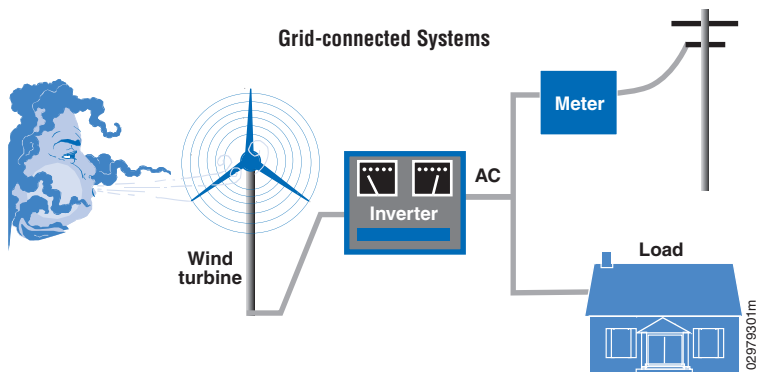 Grid-connected Systems
Meter
AC
Inverter
Wind
turbine
Load
02979301m